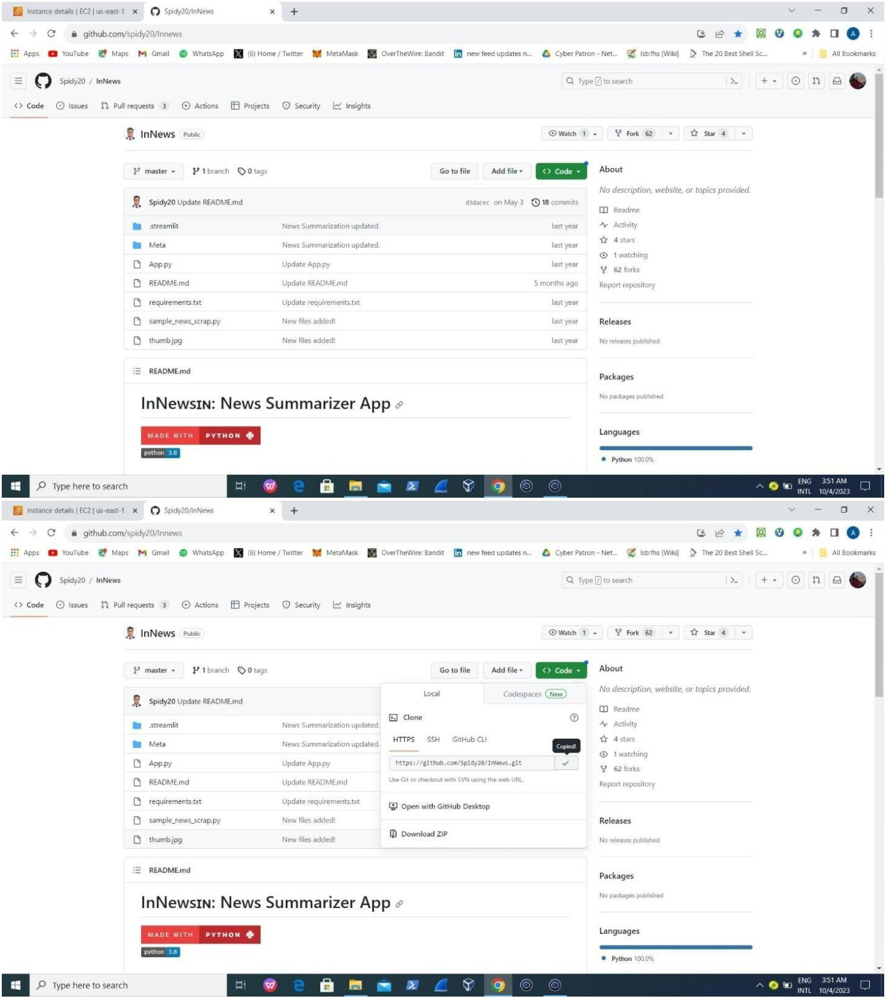 Instance details | EC2 | us-east-1
Spidy20/InNews
github.com/spidy20/Innews
Apps YouTube Maps Gmail WhatsApp (6) Home / Twitter MetaMask OverTheWire: Bandit new feed updates n... Cyber Patron - Net... lsb:fhs [Wiki] The 20 Best Shell Sc... » All Bookmarks
Spidy20 / InNews
Type / to search
Code Issues Pull requests 3 Actions Projects Security Insights
InNews Public
Watch 1 Fork 62 Star 4
master 1 branch 0 tags Go to file Add file Code
Spidy20 Update README.md d3dacec on May 3 18 commits
.streamlit News Summarization updated. last year
Meta News Summarization updated. last year
App.py Update App.py last year
README.md Update README.md 5 months ago
requirements.txt Update requirements.txt last year
sample_news_scrap.py New files added! last year
thumb.jpg New files added! last year
README.md
InNewsIN: News Summarizer App
MADE WITH PYTHON
python 3.8
About
No description, website, or topics provided.
Readme
Activity
4 stars
1 watching
62 forks
Report repository
Releases
No releases published
Packages
No packages published
Languages
Python 100.0%
Type here to search
ENG 3:51 AM
INTL 10/4/2023
Instance details | EC2 | us-east-1
Spidy20/InNews
github.com/spidy20/Innews
Apps YouTube Maps Gmail WhatsApp (6) Home / Twitter MetaMask OverTheWire: Bandit new feed updates n... Cyber Patron - Net... lsb:fhs [Wiki] The 20 Best Shell Sc... » All Bookmarks
Spidy20 / InNews
Type / to search
Code Issues Pull requests 3 Actions Projects Security Insights
InNews Public
Watch 1 Fork 62 Star 4
master 1 branch 0 tags Go to file Add file Code
Spidy20 Update README.md
.streamlit News Summarization updated.
Meta News Summarization updated.
App.py Update App.py
README.md Update README.md
requirements.txt Update requirements.txt
sample_news_scrap.py New files added!
thumb.jpg New files added!
Local Codespaces New
Clone
HTTPS SSH GitHub CLI
Copied!
https://github.com/Spidy20/InNews.git
Use Git or checkout with SVN using the web URL.
Open with GitHub Desktop
Download ZIP
README.md
InNewsIN: News Summarizer App
MADE WITH PYTHON
python 3.8
About
No description, website, or topics provided.
Readme
Activity
4 stars
1 watching
62 forks
Report repository
Releases
No releases published
Packages
No packages published
Languages
Python 100.0%
Type here to search
ENG 3:51 AM
INTL 10/4/2023